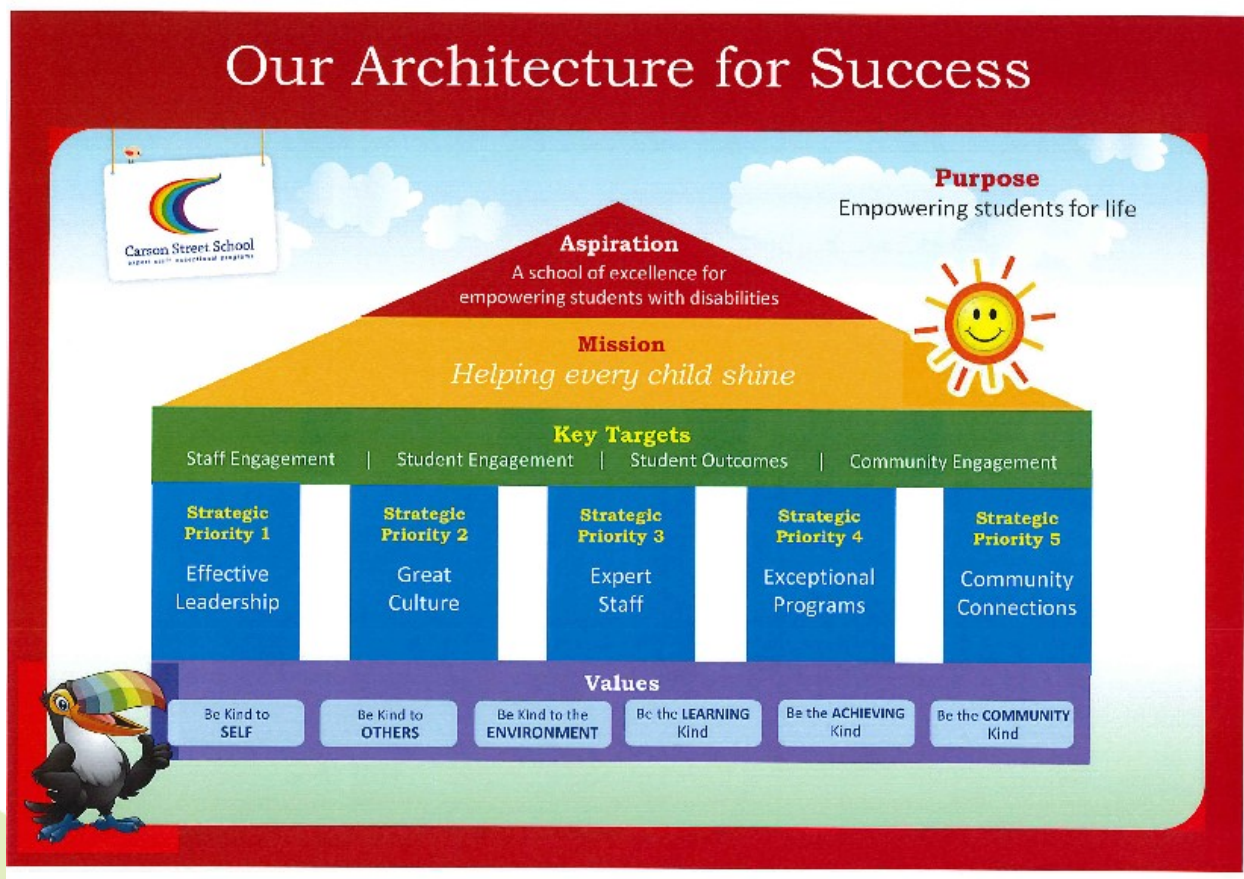 Our Architecture for Success
Carson Street School
expert staff exceptional programs
Purpose
Empowering students for life
Aspiration
A school of excellence for
empowering students with disabilities
Mission
Helping every child shine
Key Targets
Staff Engagement | Student Engagement | Student Outcomes | Community Engagement
Strategic
Priority 1
Effective
Leadership
Strategic
Priority 2
Great
Culture
Strategic
Priority 3
Expert
Staff
Strategic
Priority 4
Exceptional
Programs
Strategic
Priority 5
Community
Connections
Values
Be Kind to
SELF
Be Kind to
OTHERS
Be Kind to the
ENVIRONMENT
Be the LEARNING
Kind
Be the ACHIEVING
Kind
Be the COMMUNITY
Kind